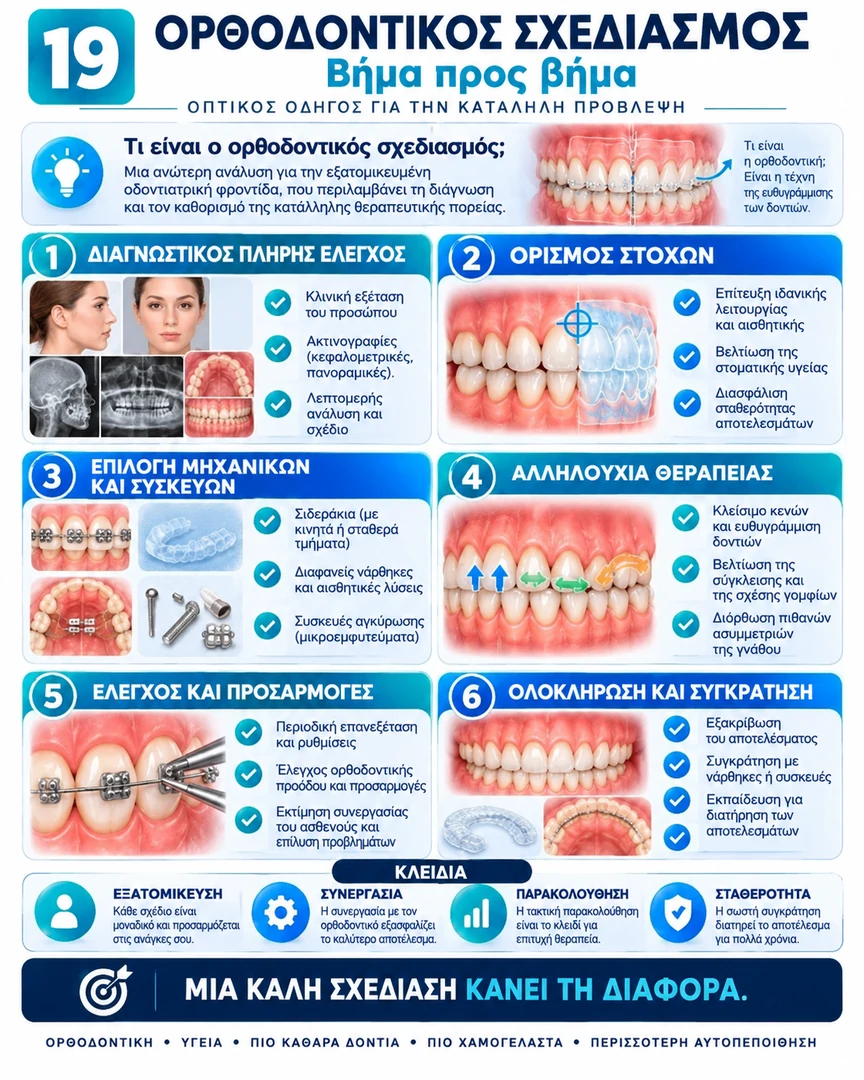 19
ΟΡΘΟΔΟΝΤΙΚΟΣ ΣΧΕΔΙΑΣΜΟΣ
Βήμα προς βήμα
ΟΠΤΙΚΟΣ ΟΔΗΓΟΣ ΓΙΑ ΤΗΝ ΚΑΤΑΛΗΛΗ ΠΡΟΒΛΕΨΗ
Τι είναι ο ορθοδοντικός σχεδιασμός;
Μια ανώτερη ανάλυση για την εξατομικευμένη
οδοντιατρική φροντίδα, που περιλαμβάνει τη διάγνωση
και τον καθορισμό της κατάλληλης θεραπευτικής πορείας.
Τι είναι
η ορθοδοντική;
Είναι η τέχνη
της ευθυγράμμισης
των δοντιών.
1
ΔΙΑΓΝΩΣΤΙΚΟΣ ΠΛΗΡΗΣ ΕΛΕΓΧΟΣ
Κλινική εξέταση
του προσώπου
Ακτινογραφίες
(κεφαλομετρικές,
πανοραμικές).
Λεπτομερής
ανάλυση και
σχέδιο
2
ΟΡΙΣΜΟΣ ΣΤΟΧΩΝ
Επίτευξη ιδανικής
λειτουργίας
και αισθητικής
Βελτίωση της
στοματικής υγείας
Διασφάλιση
σταθερότητας
αποτελεσμάτων
3
ΕΠΙΛΟΓΗ ΜΗΧΑΝΙΚΩΝ
ΚΑΙ ΣΥΣΚΕΥΩΝ
Σιδεράκια (με
κινητά ή σταθερά
τμήματα)
Διαφανείς νάρθηκες
και αισθητικές λύσεις
Συσκευές αγκύρωσης
(μικροεμφυτεύματα)
4
ΑΛΛΗΛΟΥΧΙΑ ΘΕΡΑΠΕΙΑΣ
Κλείσιμο κενών
και ευθυγράμμιση
δοντιών
Βελτίωση της
σύγκλεισης και
της σχέσης γομφίων
Διόρθωση πιθανών
ασυμμετριών
της γνάθου
5
ΕΛΕΓΧΟΣ ΚΑΙ ΠΡΟΣΑΡΜΟΓΕΣ
Περιοδική επανεξέταση
και ρυθμίσεις
Έλεγχος ορθοδοντικής
προόδου και προσαρμογές
Εκτίμηση συνεργασίας
του ασθενούς και
επίλυση προβλημάτων
6
ΟΛΟΚΛΗΡΩΣΗ ΚΑΙ ΣΥΓΚΡΑΤΗΣΗ
Εξακρίβωση
του αποτελέσματος
Συγκράτηση με
νάρθηκες ή συσκευές
Εκπαίδευση για
διατήρηση των
αποτελεσμάτων
ΚΛΕΙΔΙΑ
ΕΞΑΤΟΜΙΚΕΥΣΗ
Κάθε σχέδιο είναι
μοναδικό και προσαρμόζεται
στις ανάγκες σου.
ΣΥΝΕΡΓΑΣΙΑ
Η συνεργασία με τον
ορθοδοντικό εξασφαλίζει
το καλύτερο αποτέλεσμα.
ΠΑΡΑΚΟΛΟΥΘΗΣΗ
Η τακτική παρακολούθηση
είναι το κλειδί για
επιτυχή θεραπεία.
ΣΤΑΘΕΡΟΤΗΤΑ
Η σωστή συγκράτηση
διατηρεί το αποτέλεσμα
για πολλά χρόνια.
ΜΙΑ ΚΑΛΗ ΣΧΕΔΙΑΣΗ ΚΑΝΕΙ ΤΗ ΔΙΑΦΟΡΑ.
ΟΡΘΟΔΟΝΤΙΚΗ • ΥΓΕΙΑ • ΠΙΟ ΚΑΘΑΡΑ ΔΟΝΤΙΑ • ΠΙΟ ΧΑΜΟΓΕΛΑΣΤΑ • ΠΕΡΙΣΣΟΤΕΡΗ ΑΥΤΟΠΕΠΟΙΘΗΣΗ